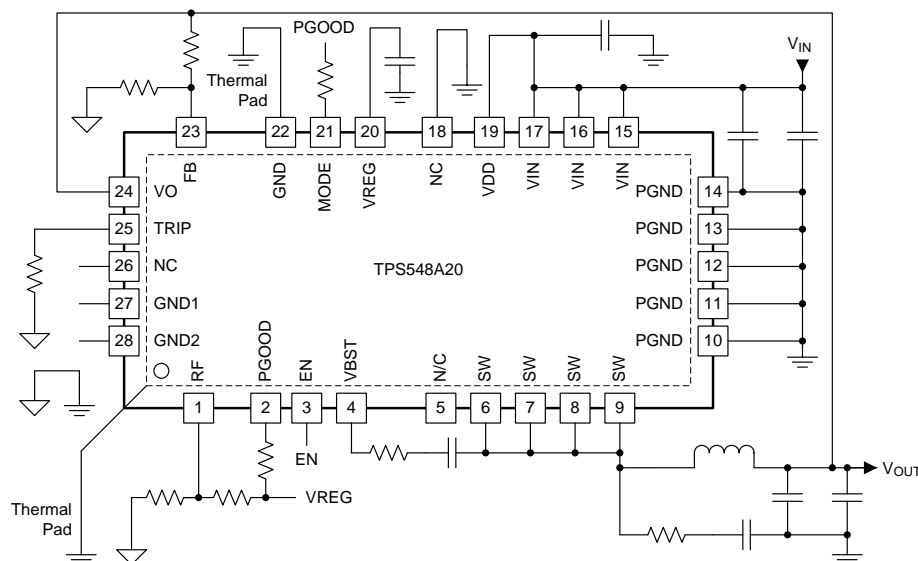 PGOOD
Thermal
Pad
V_IN
23
22
21
20
18
19
17
16
15
FB
GND
MODE
VREG
NC
VDD
VIN
VIN
VIN
24 VO
25 TRIP
26 NC
27 GND1
28 GND2
TPS548A20
PGND 14
PGND 13
PGND 12
PGND 11
PGND 10
RF
PGOOD
EN
VBST
N/C
SW
SW
SW
SW
1
2
3
4
5
6
7
8
9
EN
VREG
V_OUT
Thermal
Pad